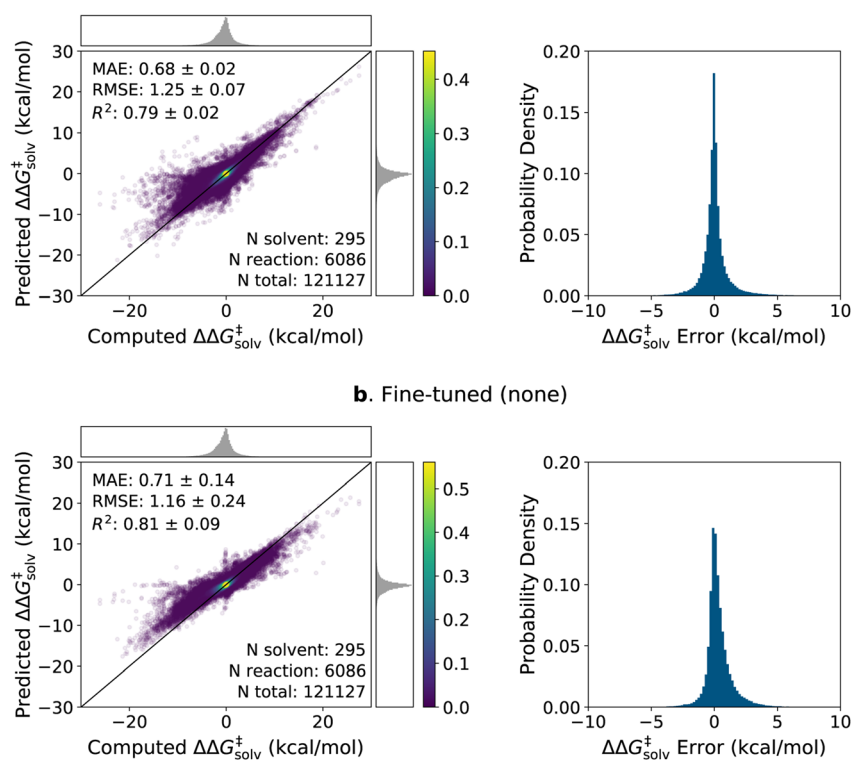 30
20
10
0
−10
−20
−30
Predicted ΔΔG‡solv (kcal/mol)
MAE: 0.68 ± 0.02
RMSE: 1.25 ± 0.07
R²: 0.79 ± 0.02
N solvent: 295
N reaction: 6086
N total: 121127
−20
0
20
Computed ΔΔG‡solv (kcal/mol)
0.4
0.3
0.2
0.1
0.0
0.20
0.15
0.10
0.05
0.00
Probability Density
−10
−5
0
5
10
ΔΔG‡solv Error (kcal/mol)
b. Fine-tuned (none)
30
20
10
0
−10
−20
−30
Predicted ΔΔG‡solv (kcal/mol)
MAE: 0.71 ± 0.14
RMSE: 1.16 ± 0.24
R²: 0.81 ± 0.09
N solvent: 295
N reaction: 6086
N total: 121127
−20
0
20
Computed ΔΔG‡solv (kcal/mol)
0.5
0.4
0.3
0.2
0.1
0.0
0.20
0.15
0.10
0.05
0.00
Probability Density
−10
−5
0
5
10
ΔΔG‡solv Error (kcal/mol)